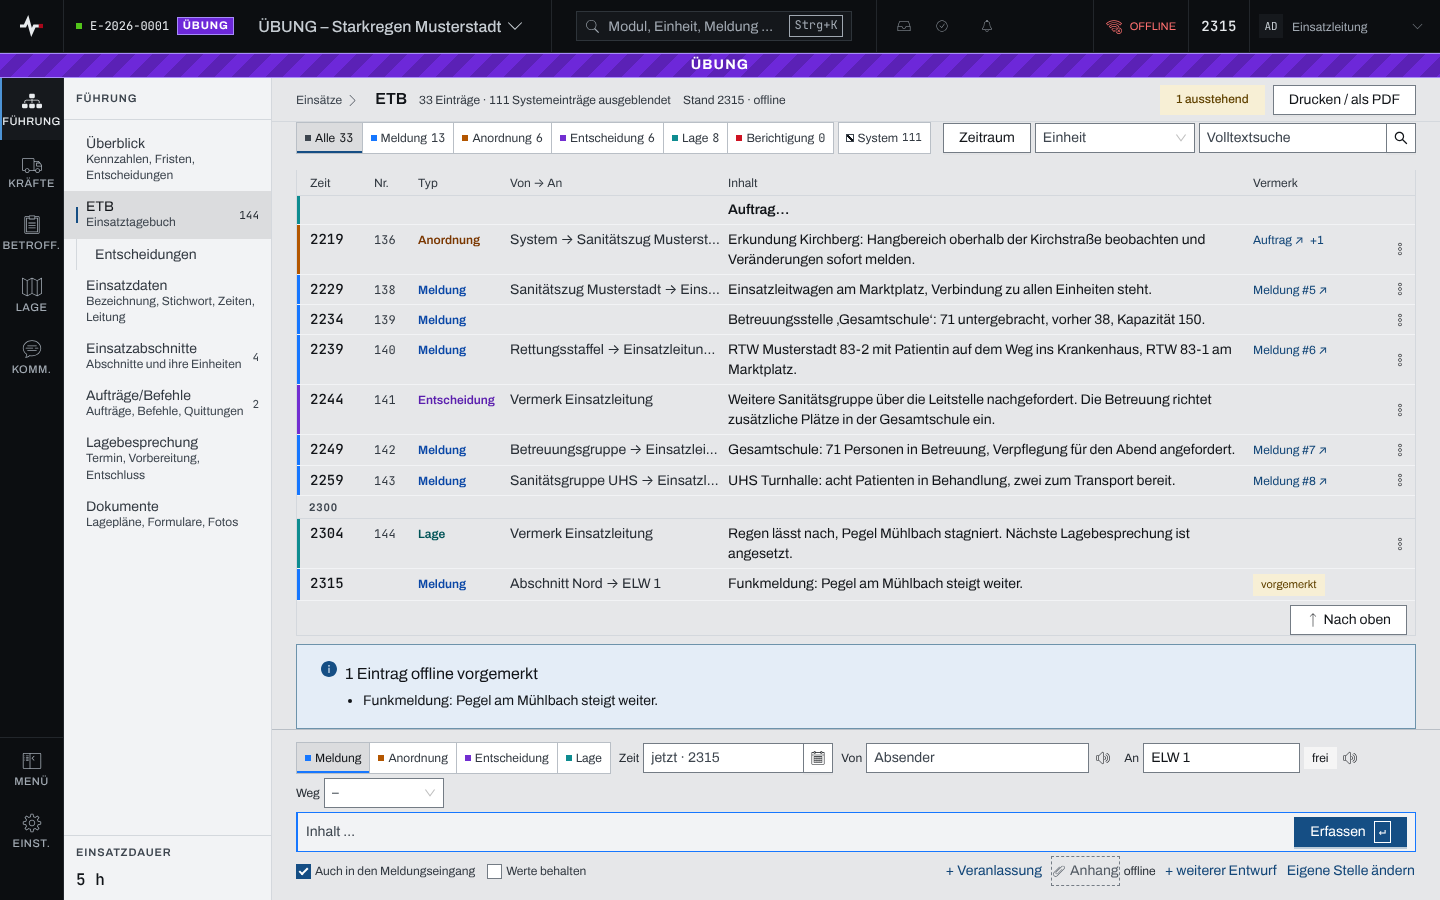 E-2026-0001 ÜBUNG ÜBUNG – Starkregen Musterstadt Modul, Einheit, Meldung ... Strg+K OFFLINE 2315 AD Einsatzleitung
ÜBUNG
FÜHRUNG
KRÄFTE
BETROFF.
LAGE
KOMM.
MENÜ
EINST.
FÜHRUNG
Überblick
Kennzahlen, Fristen,
Entscheidungen
ETB
Einsatztagebuch 144
Entscheidungen
Einsatzdaten
Bezeichnung, Stichwort, Zeiten,
Leitung
Einsatzabschnitte
Abschnitte und ihre Einheiten 4
Aufträge/Befehle
Aufträge, Befehle, Quittungen 2
Lagebesprechung
Termin, Vorbereitung,
Entschluss
Dokumente
Lagepläne, Formulare, Fotos
EINSATZDAUER
5 h
Einsätze ETB 33 Einträge · 111 Systemeinträge ausgeblendet Stand 2315 · offline 1 ausstehend Drucken / als PDF
Alle 33 Meldung 13 Anordnung 6 Entscheidung 6 Lage 8 Berichtigung 0 System 111 Zeitraum Einheit Volltextsuche
Zeit Nr. Typ Von → An Inhalt Vermerk
Auftrag...
2219 136 Anordnung System → Sanitätszug Musterst... Erkundung Kirchberg: Hangbereich oberhalb der Kirchstraße beobachten und Auftrag ↗ +1
Veränderungen sofort melden.
2229 138 Meldung Sanitätszug Musterstadt → Eins... Einsatzleitwagen am Marktplatz, Verbindung zu allen Einheiten steht. Meldung #5 ↗
2234 139 Meldung Betreuungsstelle ‚Gesamtschule‘: 71 untergebracht, vorher 38, Kapazität 150.
2239 140 Meldung Rettungsstaffel → Einsatzleitun... RTW Musterstadt 83-2 mit Patientin auf dem Weg ins Krankenhaus, RTW 83-1 am Meldung #6 ↗
Marktplatz.
2244 141 Entscheidung Vermerk Einsatzleitung Weitere Sanitätsgruppe über die Leitstelle nachgefordert. Die Betreuung richtet
zusätzliche Plätze in der Gesamtschule ein.
2249 142 Meldung Betreuungsgruppe → Einsatzlei... Gesamtschule: 71 Personen in Betreuung, Verpflegung für den Abend angefordert. Meldung #7 ↗
2259 143 Meldung Sanitätsgruppe UHS → Einsatzl... UHS Turnhalle: acht Patienten in Behandlung, zwei zum Transport bereit. Meldung #8 ↗
2300
2304 144 Lage Vermerk Einsatzleitung Regen lässt nach, Pegel Mühlbach stagniert. Nächste Lagebesprechung ist
angesetzt.
2315 Meldung Abschnitt Nord → ELW 1 Funkmeldung: Pegel am Mühlbach steigt weiter. vorgemerkt
↑ Nach oben
1 Eintrag offline vorgemerkt
• Funkmeldung: Pegel am Mühlbach steigt weiter.
Meldung Anordnung Entscheidung Lage Zeit jetzt · 2315 Von Absender An ELW 1 frei
Weg –
Inhalt ... Erfassen ↵
Auch in den Meldungseingang Werte behalten + Veranlassung Anhang offline + weiterer Entwurf Eigene Stelle ändern